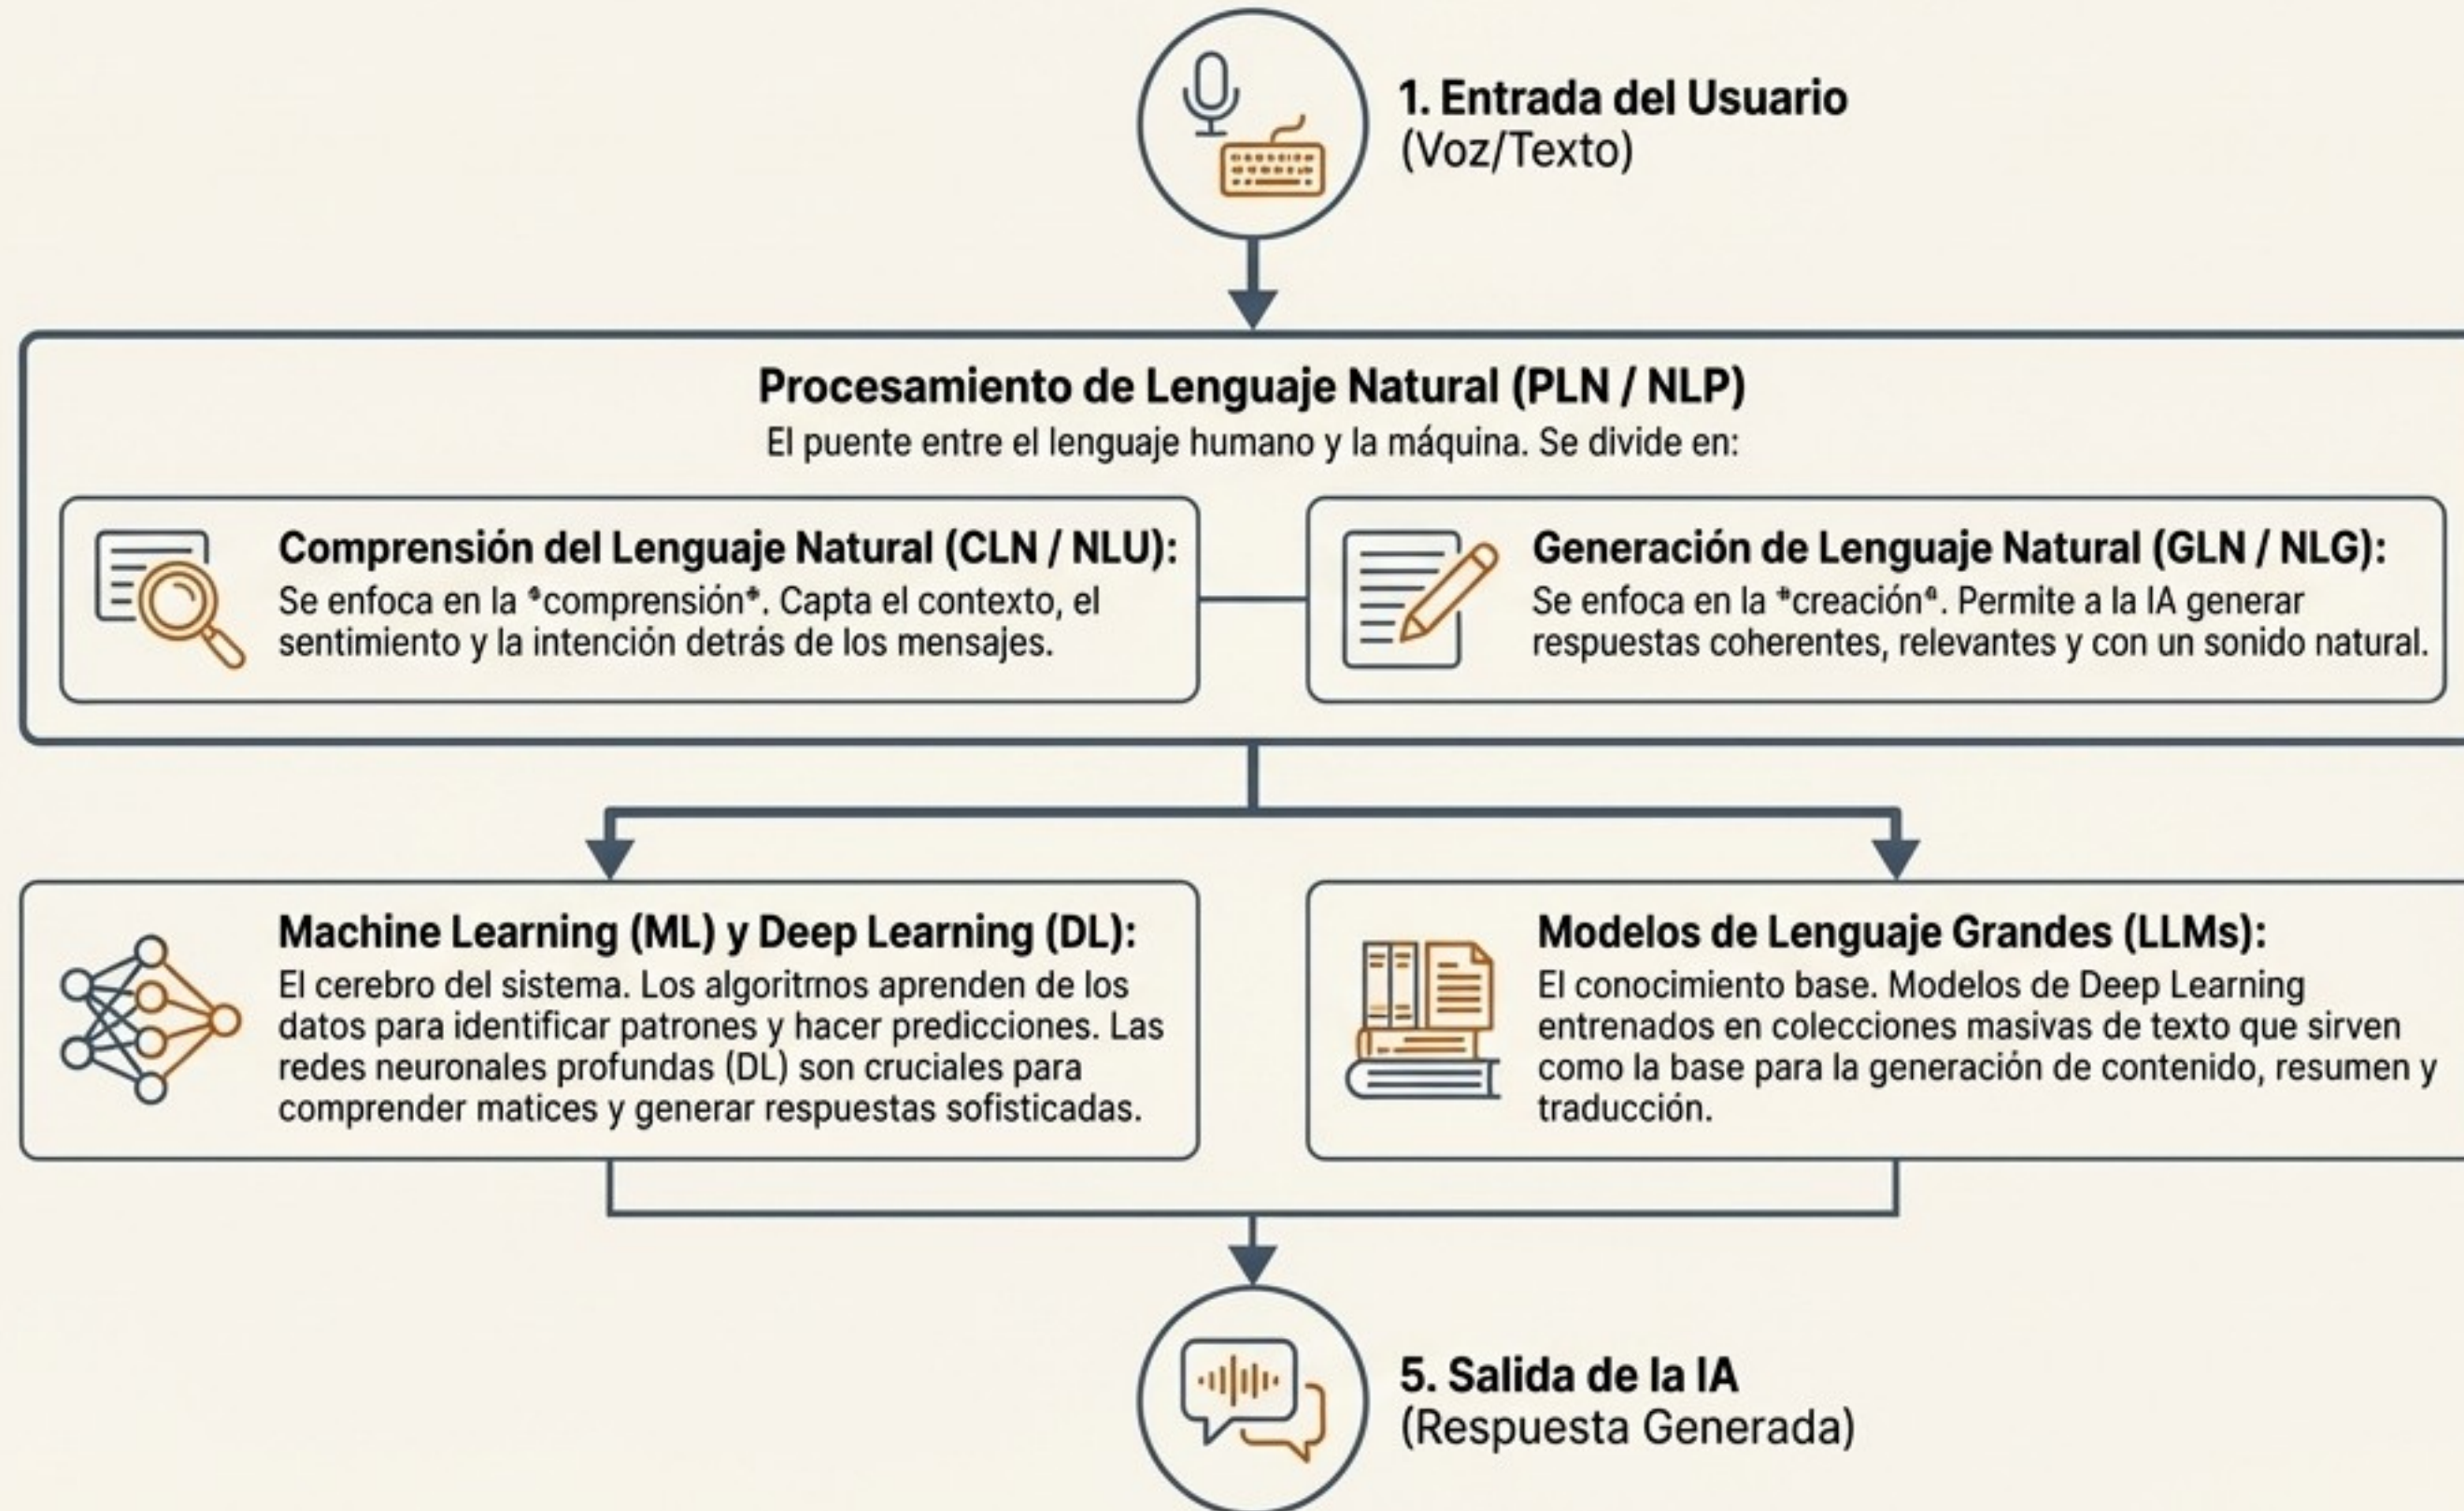 1. Entrada del Usuario
(Voz/Texto)
Procesamiento de Lenguaje Natural (PLN / NLP)
El puente entre el lenguaje humano y la máquina. Se divide en:
Comprensión del Lenguaje Natural (CLN / NLU):
Se enfoca en la *comprensión*. Capta el contexto, el
sentimiento y la intención detrás de los mensajes.
Generación de Lenguaje Natural (GLN / NLG):
Se enfoca en la *creación*. Permite a la IA generar
respuestas coherentes, relevantes y con un sonido natural.
Machine Learning (ML) y Deep Learning (DL):
El cerebro del sistema. Los algoritmos aprenden de los
datos para identificar patrones y hacer predicciones. Las
redes neuronales profundas (DL) son cruciales para
comprender matices y generar respuestas sofisticadas.
Modelos de Lenguaje Grandes (LLMs):
El conocimiento base. Modelos de Deep Learning
entrenados en colecciones masivas de texto que sirven
como la base para la generación de contenido, resumen y
traducción.
5. Salida de la IA
(Respuesta Generada)